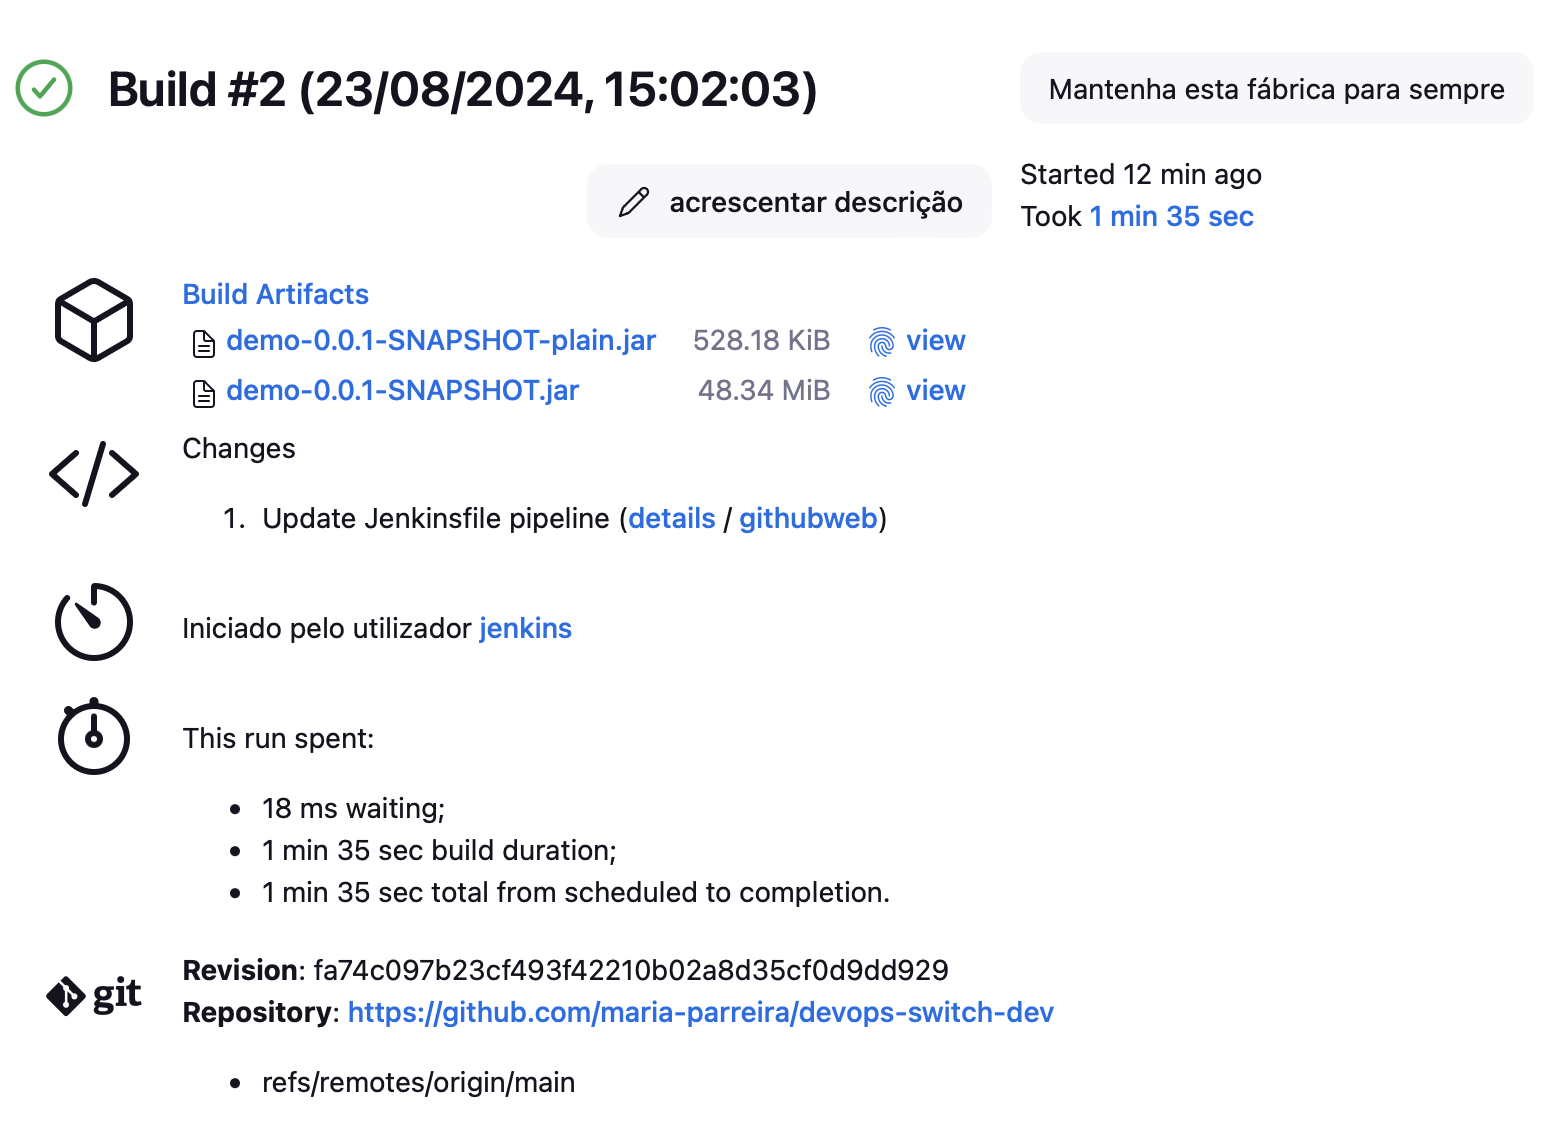 Build #2 (23/08/2024, 15:02:03)
Mantenha esta fábrica para sempre
acrescentar descrição
Started 12 min ago
Took 1 min 35 sec
Build Artifacts
demo-0.0.1-SNAPSHOT-plain.jar 528.18 KiB view
demo-0.0.1-SNAPSHOT.jar 48.34 MiB view
Changes
1. Update Jenkinsfile pipeline (details / githubweb)
Iniciado pelo utilizador jenkins
This run spent:
• 18 ms waiting;
• 1 min 35 sec build duration;
• 1 min 35 sec total from scheduled to completion.
git
Revision: fa74c097b23cf493f42210b02a8d35cf0d9dd929
Repository: https://github.com/maria-parreira/devops-switch-dev
• refs/remotes/origin/main